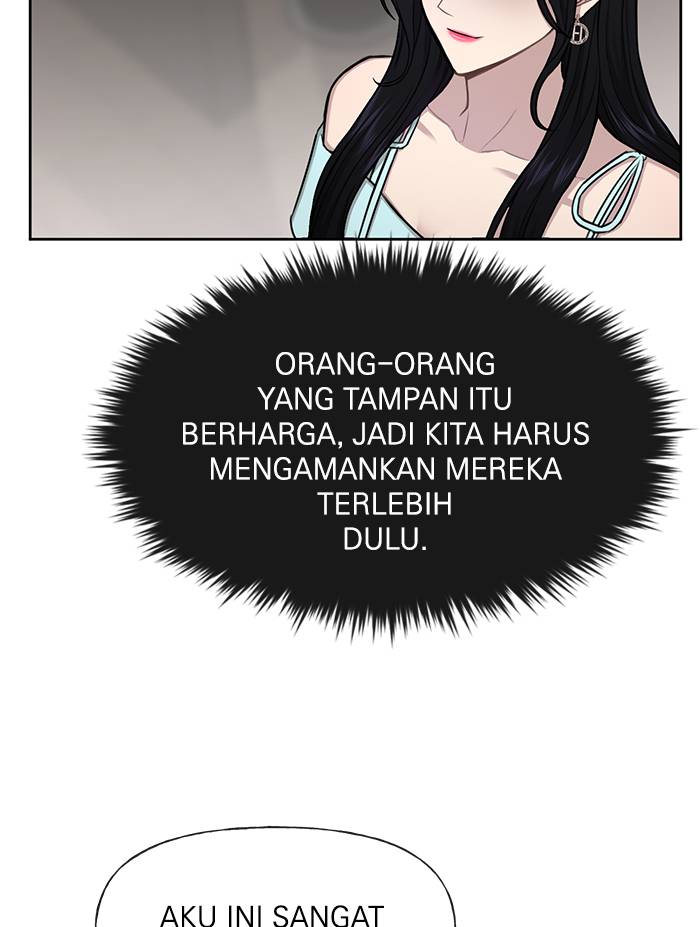 ORANG-ORANG
YANG TAMPAN ITU
BERHARGA, JADI KITA HARUS
MENGAMANKAN MEREKA
TERLEBIH
DULU.
AKU INI SANGAT